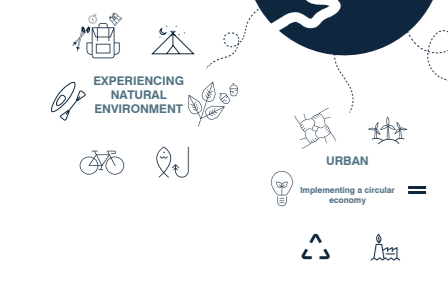 EXPERIENCING
NATURAL
ENVIRONMENT
URBAN
Implementing a circular
economy